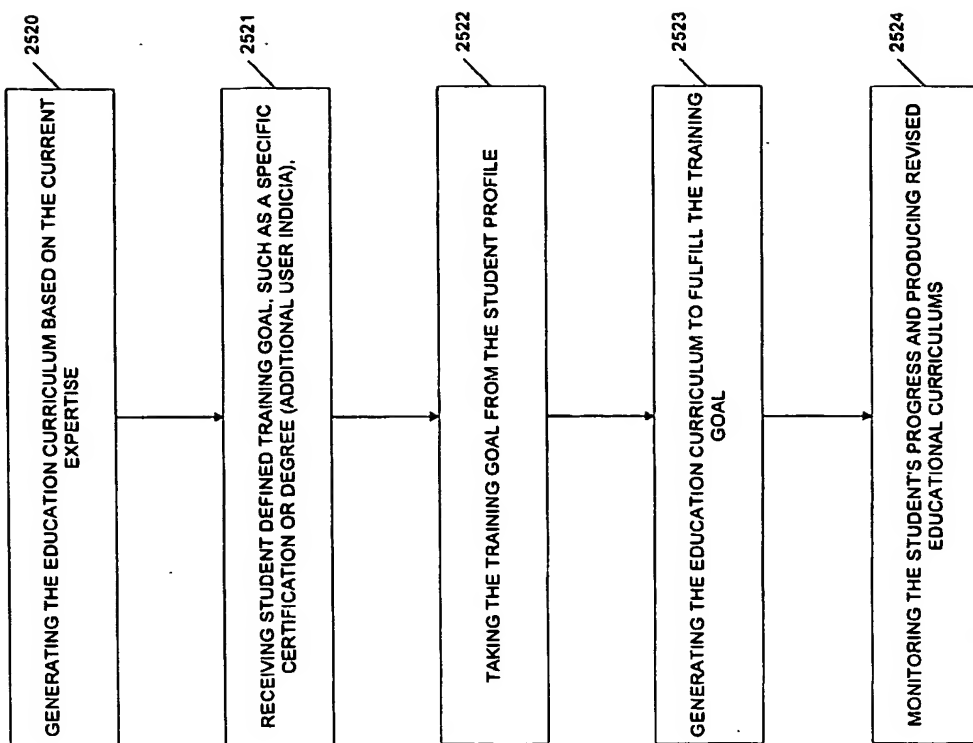 2520
GENERATING THE EDUCATION CURRICULUM BASED ON THE CURRENT
EXPERTISE
2521
RECEIVING STUDENT DEFINED TRAINING GOAL, SUCH AS A SPECIFIC
CERTIFICATION OR DEGREE (ADDITIONAL USER INDICIA),
2522
TAKING THE TRAINING GOAL FROM THE STUDENT PROFILE
2523
GENERATING THE EDUCATION CURRICULUM TO FULFILL THE TRAINING
GOAL
2524
MONITORING THE STUDENT'S PROGRESS AND PRODUCING REVISED
EDUCATIONAL CURRICULUMS